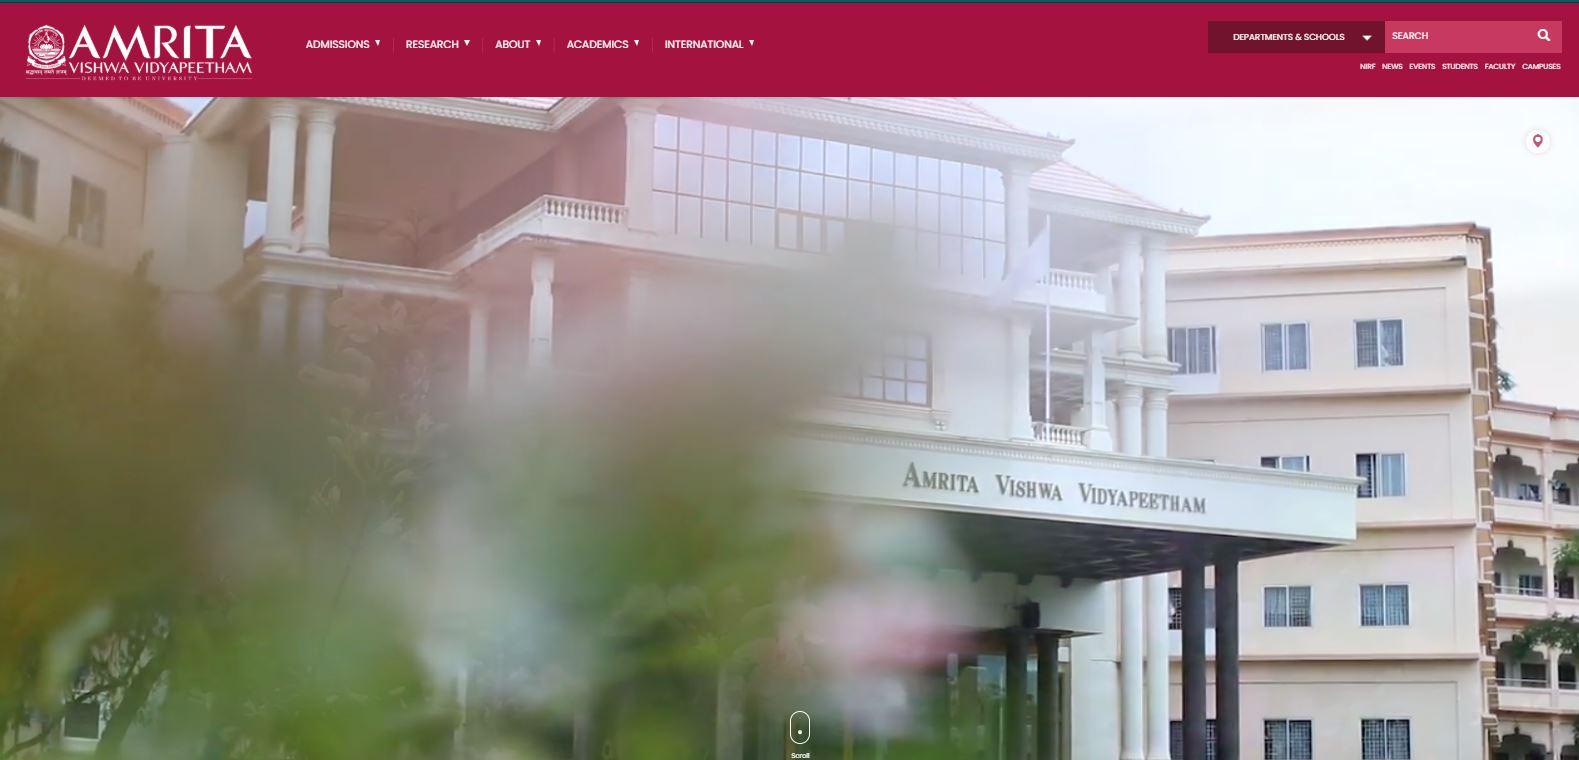 AMRITA
VISHWA VIDYAPEETHAM
DEEMED TO BE UNIVERSITY
ADMISSIONS
RESEARCH
ABOUT
ACADEMICS
INTERNATIONAL
DEPARTMENTS & SCHOOLS
SEARCH
NIRF NEWS EVENTS STUDENTS FACULTY CAMPUSES
AMRITA VISHWA VIDYAPEETHAM
Scroll